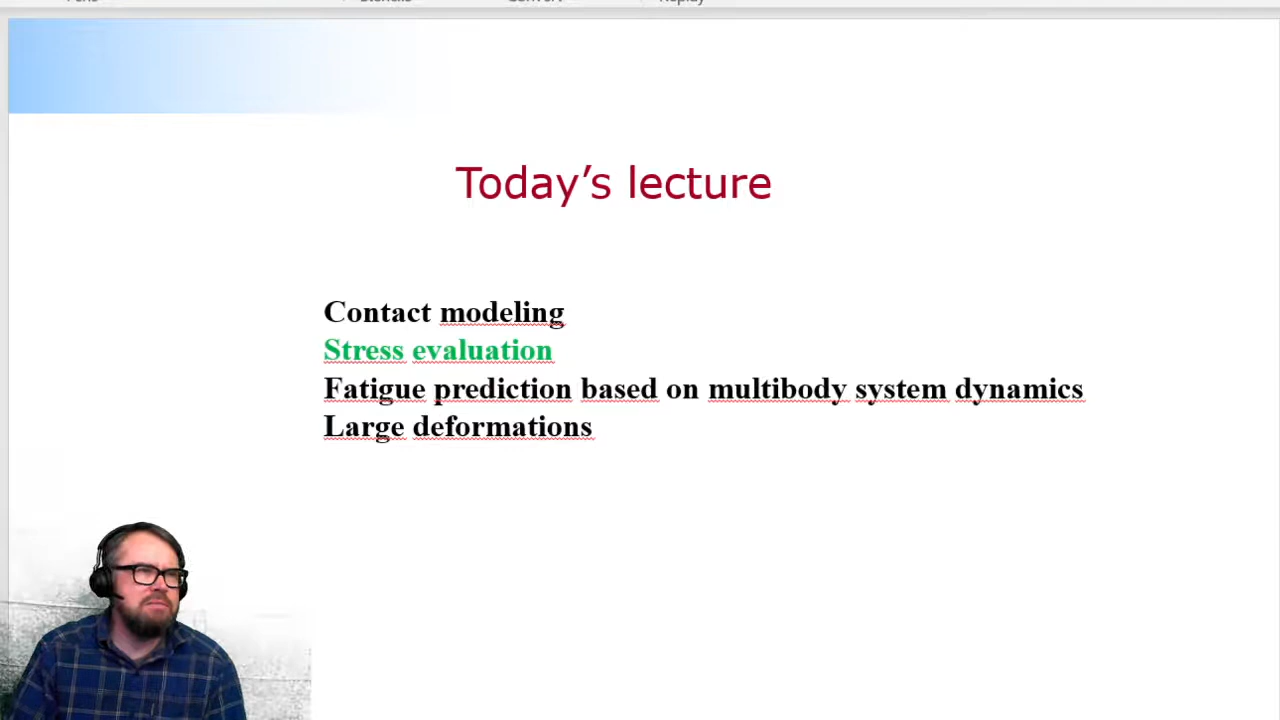 Today’s lecture
Contact modeling
Stress evaluation
Fatigue prediction based on multibody system dynamics
Large deformations